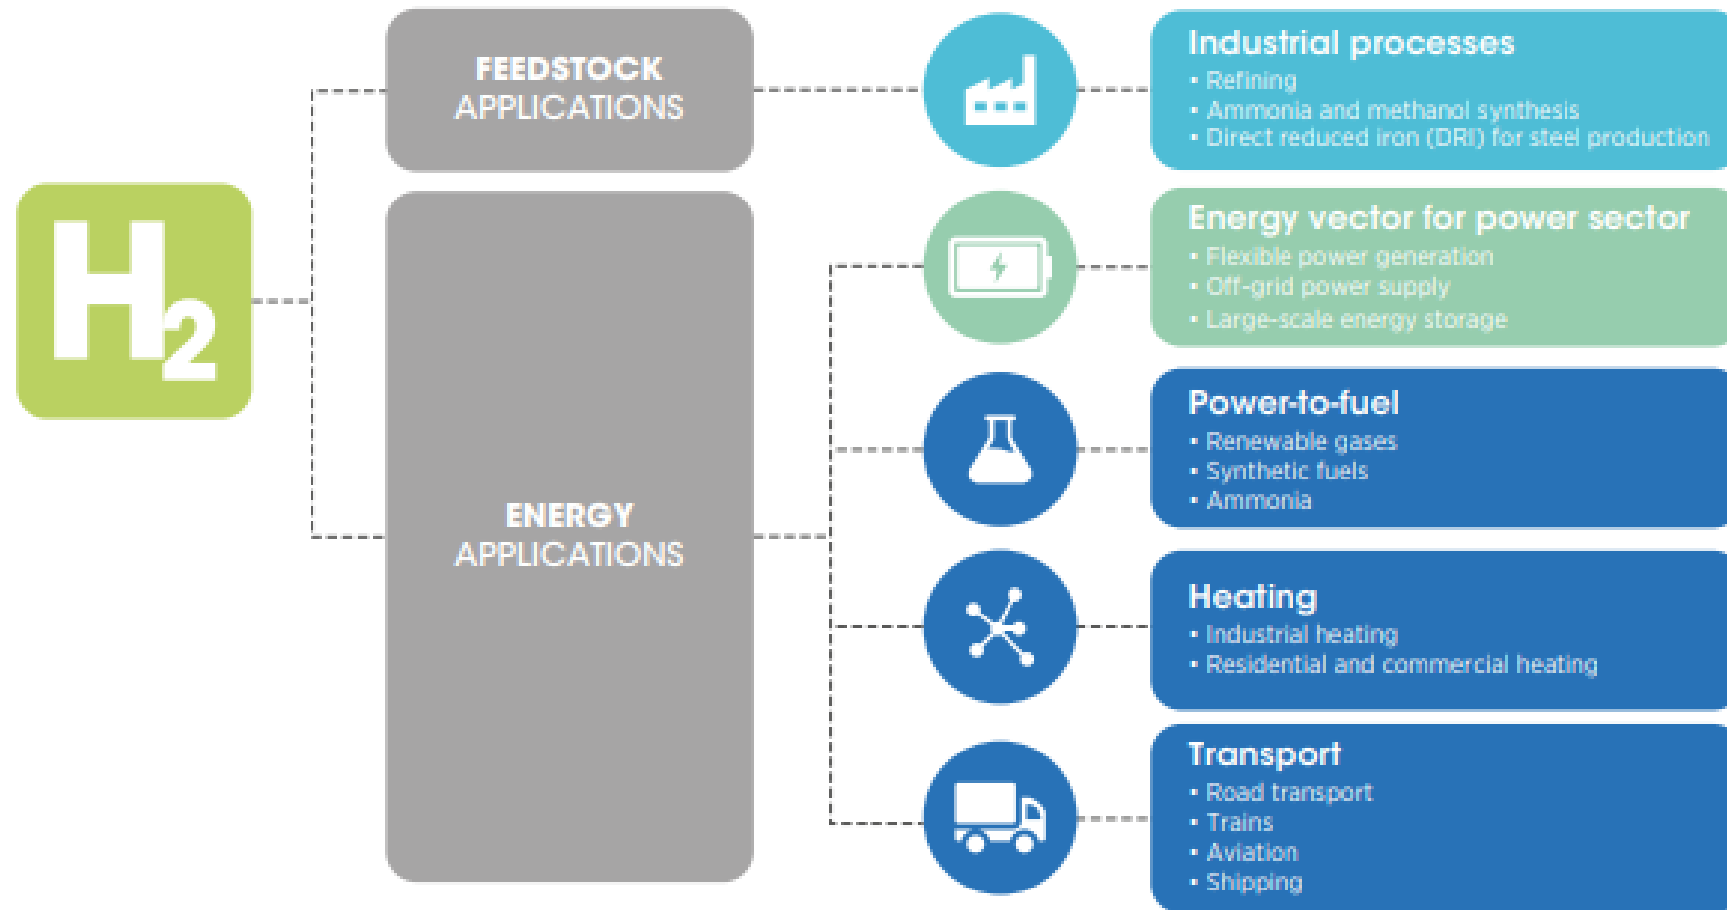 H2
FEEDSTOCK
APPLICATIONS
ENERGY
APPLICATIONS
Industrial processes
• Refining
• Ammonia and methanol synthesis
• Direct reduced iron (DRI) for steel production
Energy vector for power sector
• Flexible power generation
• Off-grid power supply
• Large-scale energy storage
Power-to-fuel
• Renewable gases
• Synthetic fuels
• Ammonia
Heating
• Industrial heating
• Residential and commercial heating
Transport
• Road transport
• Trains
• Aviation
• Shipping